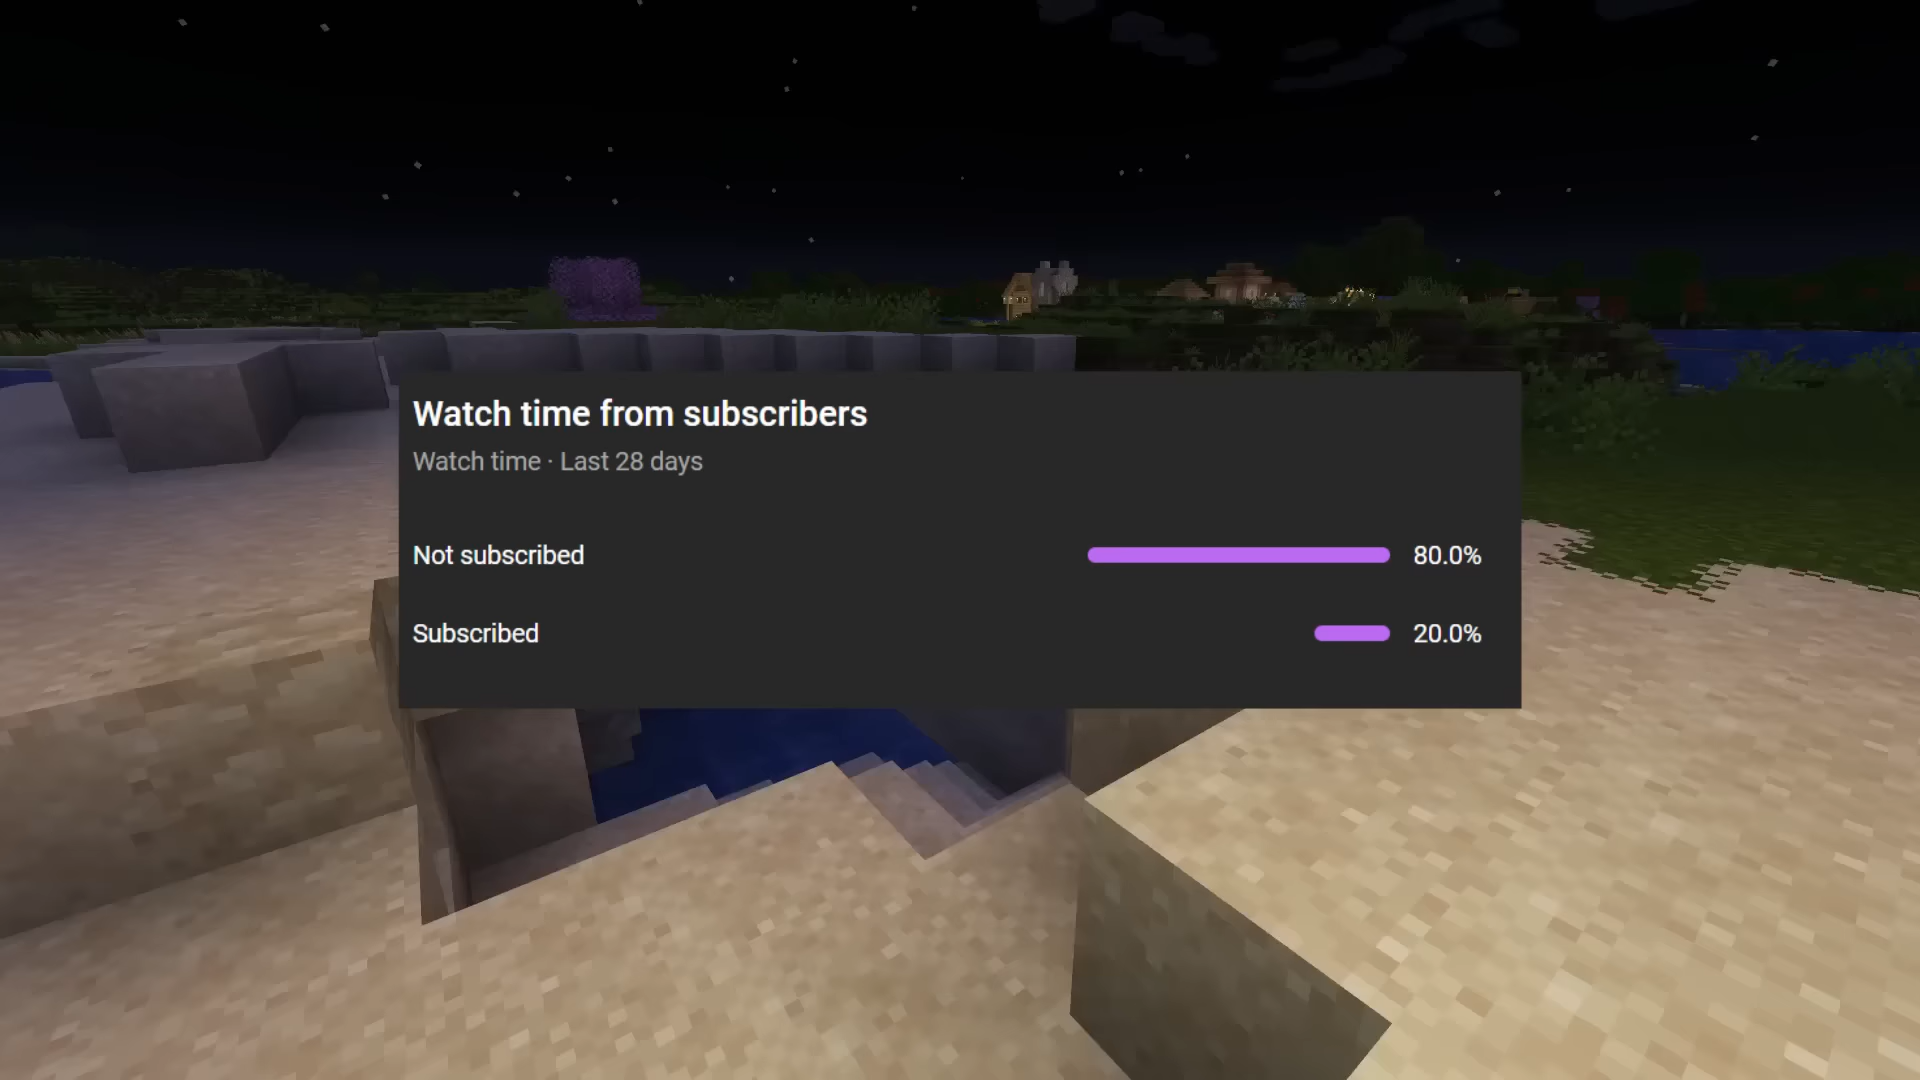 Watch time from subscribers
Watch time · Last 28 days
Not subscribed 80.0%
Subscribed 20.0%